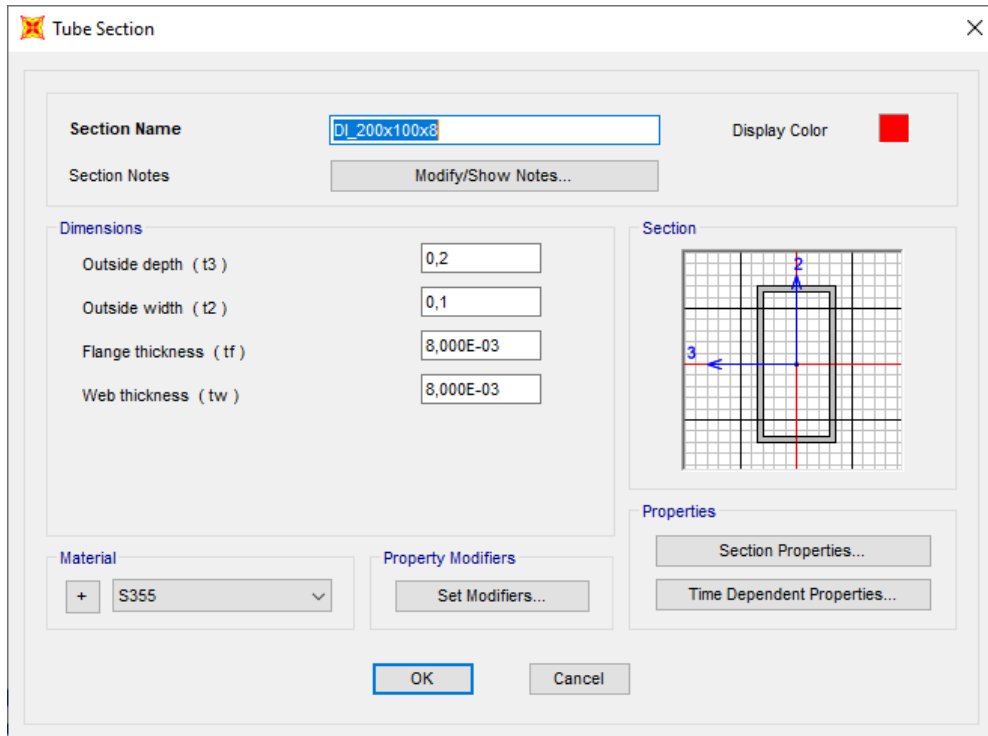 Tube Section
Section Name DI_200x100x8 Display Color
Section Notes Modify/Show Notes...
Dimensions
Outside depth ( t3 ) 0,2
Outside width ( t2 ) 0,1
Flange thickness ( tf ) 8,000E-03
Web thickness ( tw ) 8,000E-03
Section
2
3
Properties
Section Properties...
Time Dependent Properties...
Material
+ S355
Property Modifiers
Set Modifiers...
OK Cancel